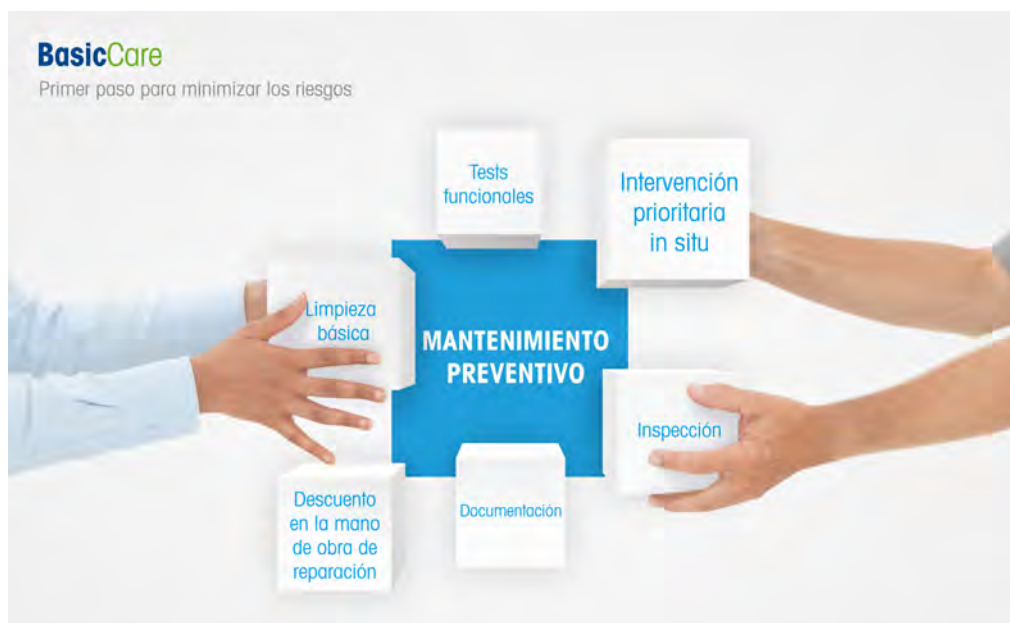 BasicCare
Primer paso para minimizar los riesgos
Tests
funcionales
Intervención
prioritaria
in situ
Limpieza
básica
MANTENIMIENTO
PREVENTIVO
Inspección
Descuento
en la mano
de obra de
reparación
Documentación